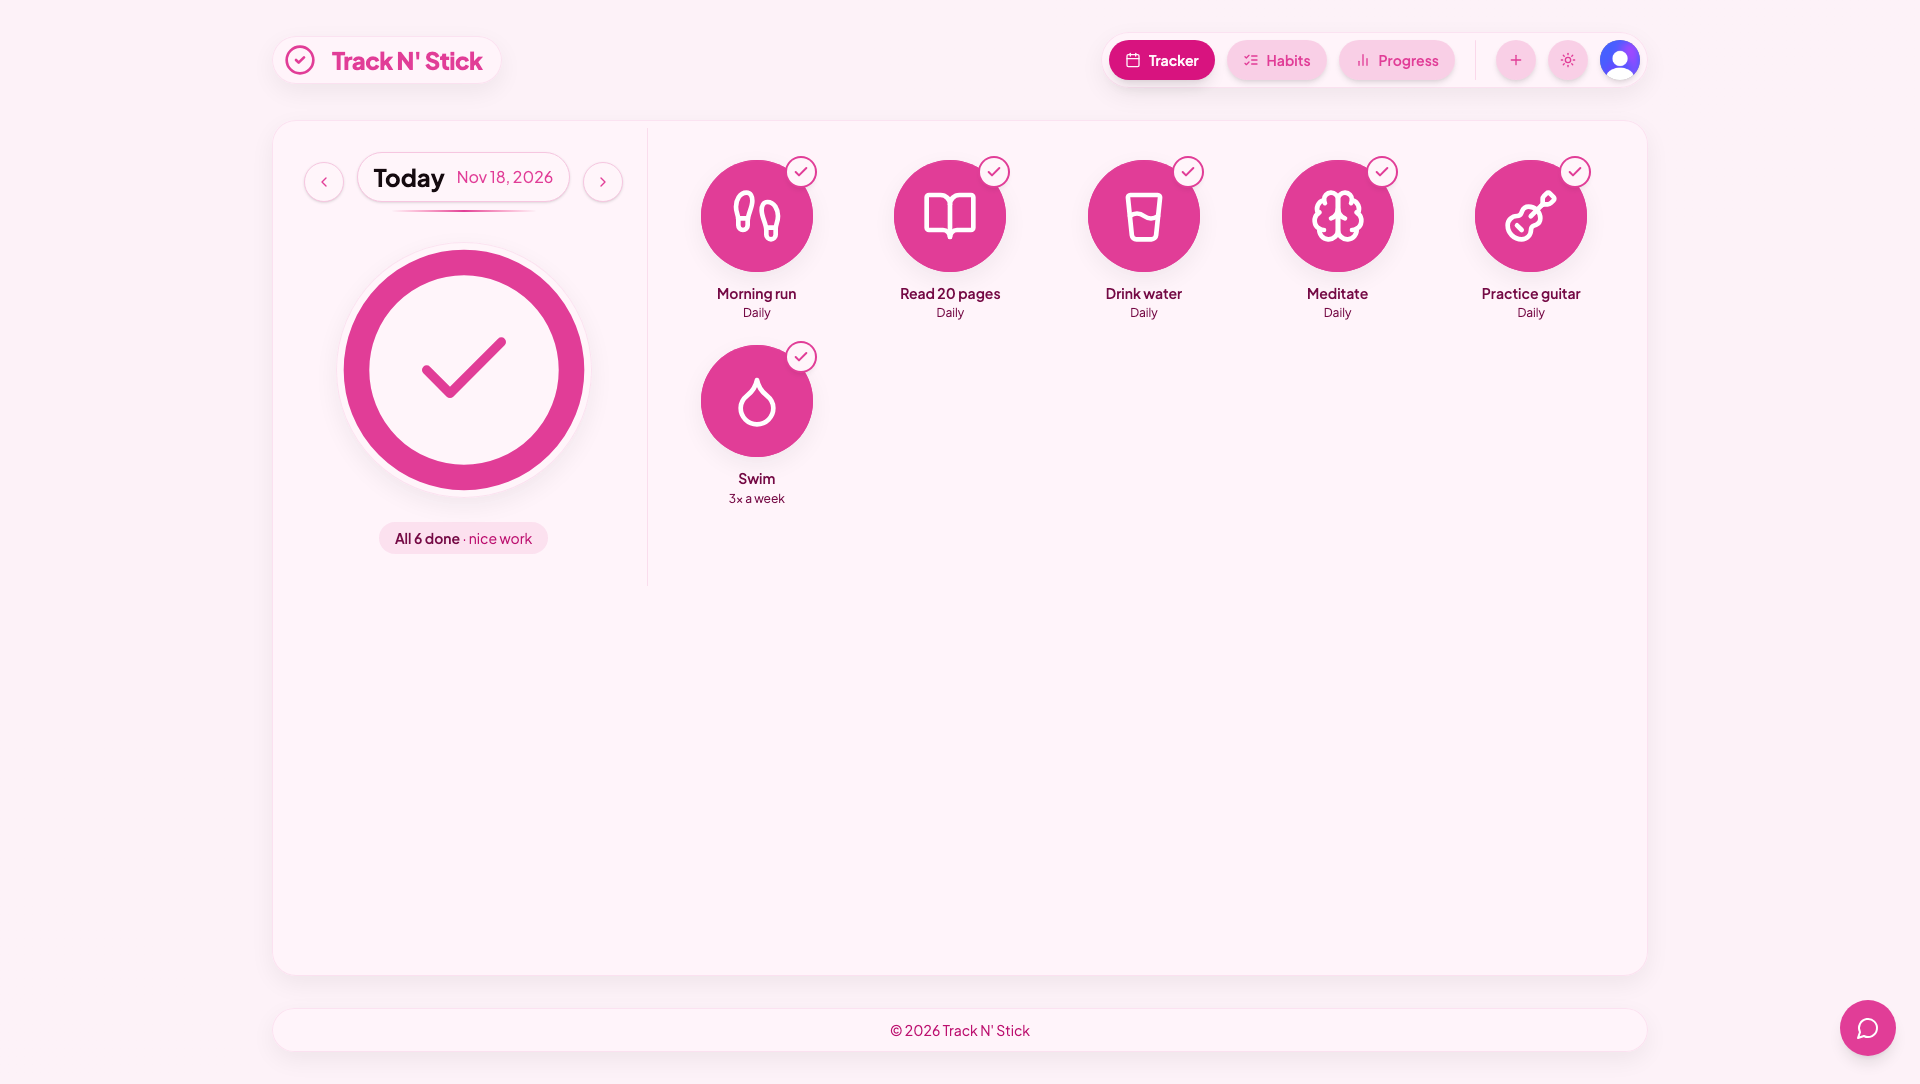 Track N' Stick
Tracker
Habits
Progress
Today Nov 18, 2026
All 6 done · nice work
Morning run
Daily
Read 20 pages
Daily
Drink water
Daily
Meditate
Daily
Practice guitar
Daily
Swim
3× a week
© 2026 Track N' Stick